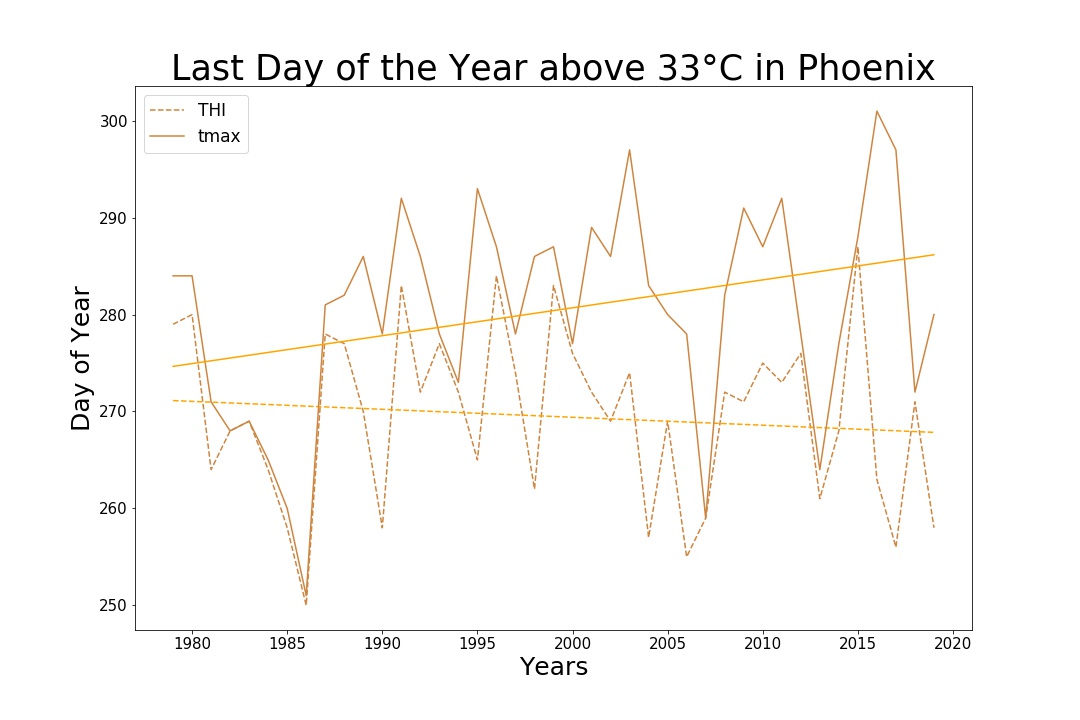 Last Day of the Year above 33°C in Phoenix
THI
tmax
300
290
280
270
260
250
Day of Year
1980 1985 1990 1995 2000 2005 2010 2015 2020
Years